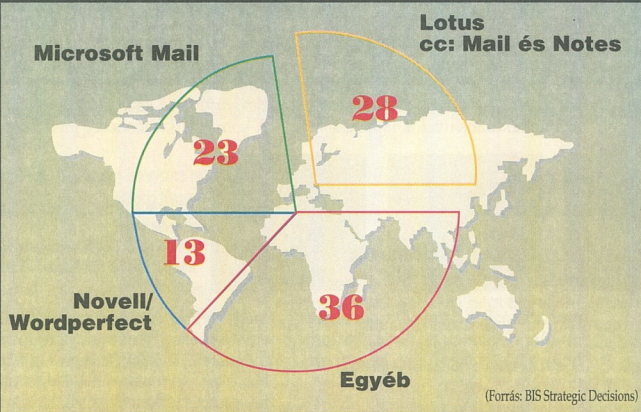 Lotus
cc: Mail és Notes
Microsoft Mail
28
23
13
36
Novell/
Wordperfect
Egyéb
(Forrás: BIS Strategic Decisions)